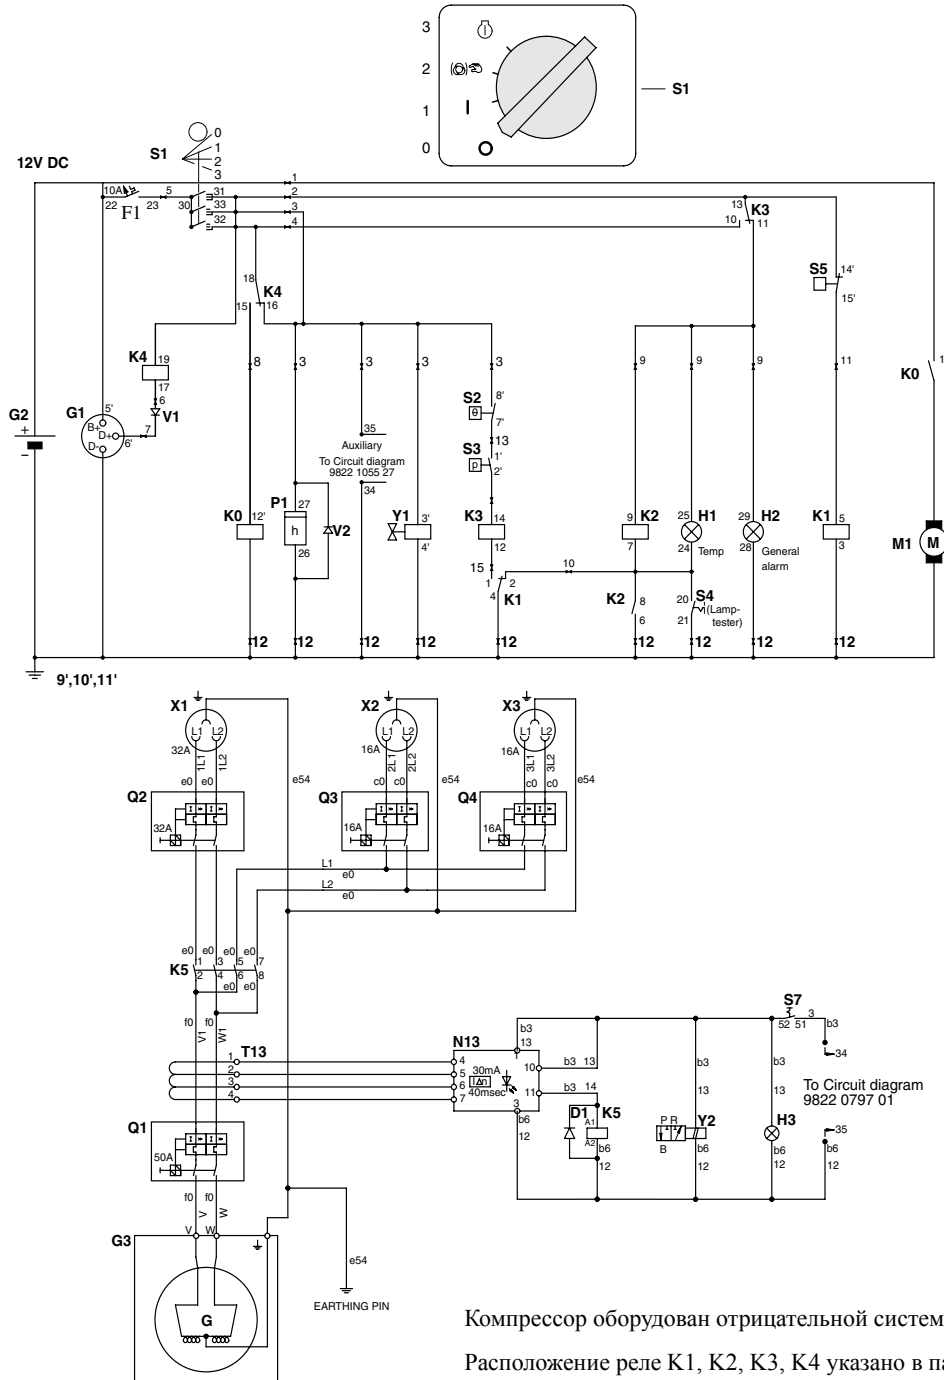 3
2
1
0
S1
S1
0
1
2
3
12V DC
10A
22
F1
23
5
30
31
33
32
1
2
3
4
13
K3
10
11
18
K4
15
16
S5
14'
15'
K4
19
17
6
V1
7
8
3
3
3
3
9
9
9
11
K0
1
G2
+
−
G1
5'
B+
D+
D-
6'
S2
θ
8'
7'
13
S3
p
1'
2'
35
Auxiliary
To Circuit diagram
9822 1055 27
34
K0
12'
P1
27
h
26
V2
Y1
3'
4'
K3
14
12
15
1
2
4
K1
10
9
K2
7
25
H1
24
Temp
29
H2
28
General
alarm
K1
5
3
M1
M
K2
8
6
20
S4
21
(Lamp-
tester)
12
12
12
12
12
12
12
12
12
9',10',11'
X1
L1
L2
32A
1L1
1L2
e0
e0
X2
L1
L2
16A
2L1
2L2
c0
c0
X3
L1
L2
16A
3L1
3L2
c0
c0
e54
e54
e54
Q2
32A
Q3
16A
Q4
16A
L1
e0
L2
e0
e0
e0
e0
e0
K5
1
3
5
7
2
4
6
8
e0
e0
f0
f0
V1
W1
1
T13
2
3
4
N13
4
5
6
7
30mA
I∆n
40msec
13
b3
1
10
11
3
b6
12
b3
13
b3
14
D1
K5
A1
A2
b6
12
b3
13
P R
B
Y2
b6
12
b3
13
H3
b6
12
S7
52
51
3
b3
34
To Circuit diagram
9822 0797 01
35
b6
12
Q1
50A
f0
f0
V
W
G3
V
W
G
e54
EARTHING PIN
Компрессор оборудован отрицательной систем
Расположение реле K1, K2, K3, K4 указано в па